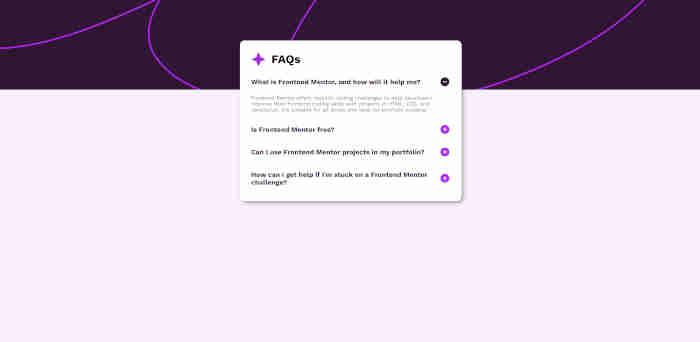 FAQs
What is Frontend Mentor, and how will it help me?
Frontend Mentor offers realistic coding challenges to help developers
improve their frontend coding skills with projects in HTML, CSS, and
JavaScript. It's suitable for all levels and ideal for portfolio building.
Is Frontend Mentor free?
Can I use Frontend Mentor projects in my portfolio?
How can I get help if I'm stuck on a Frontend Mentor
challenge?